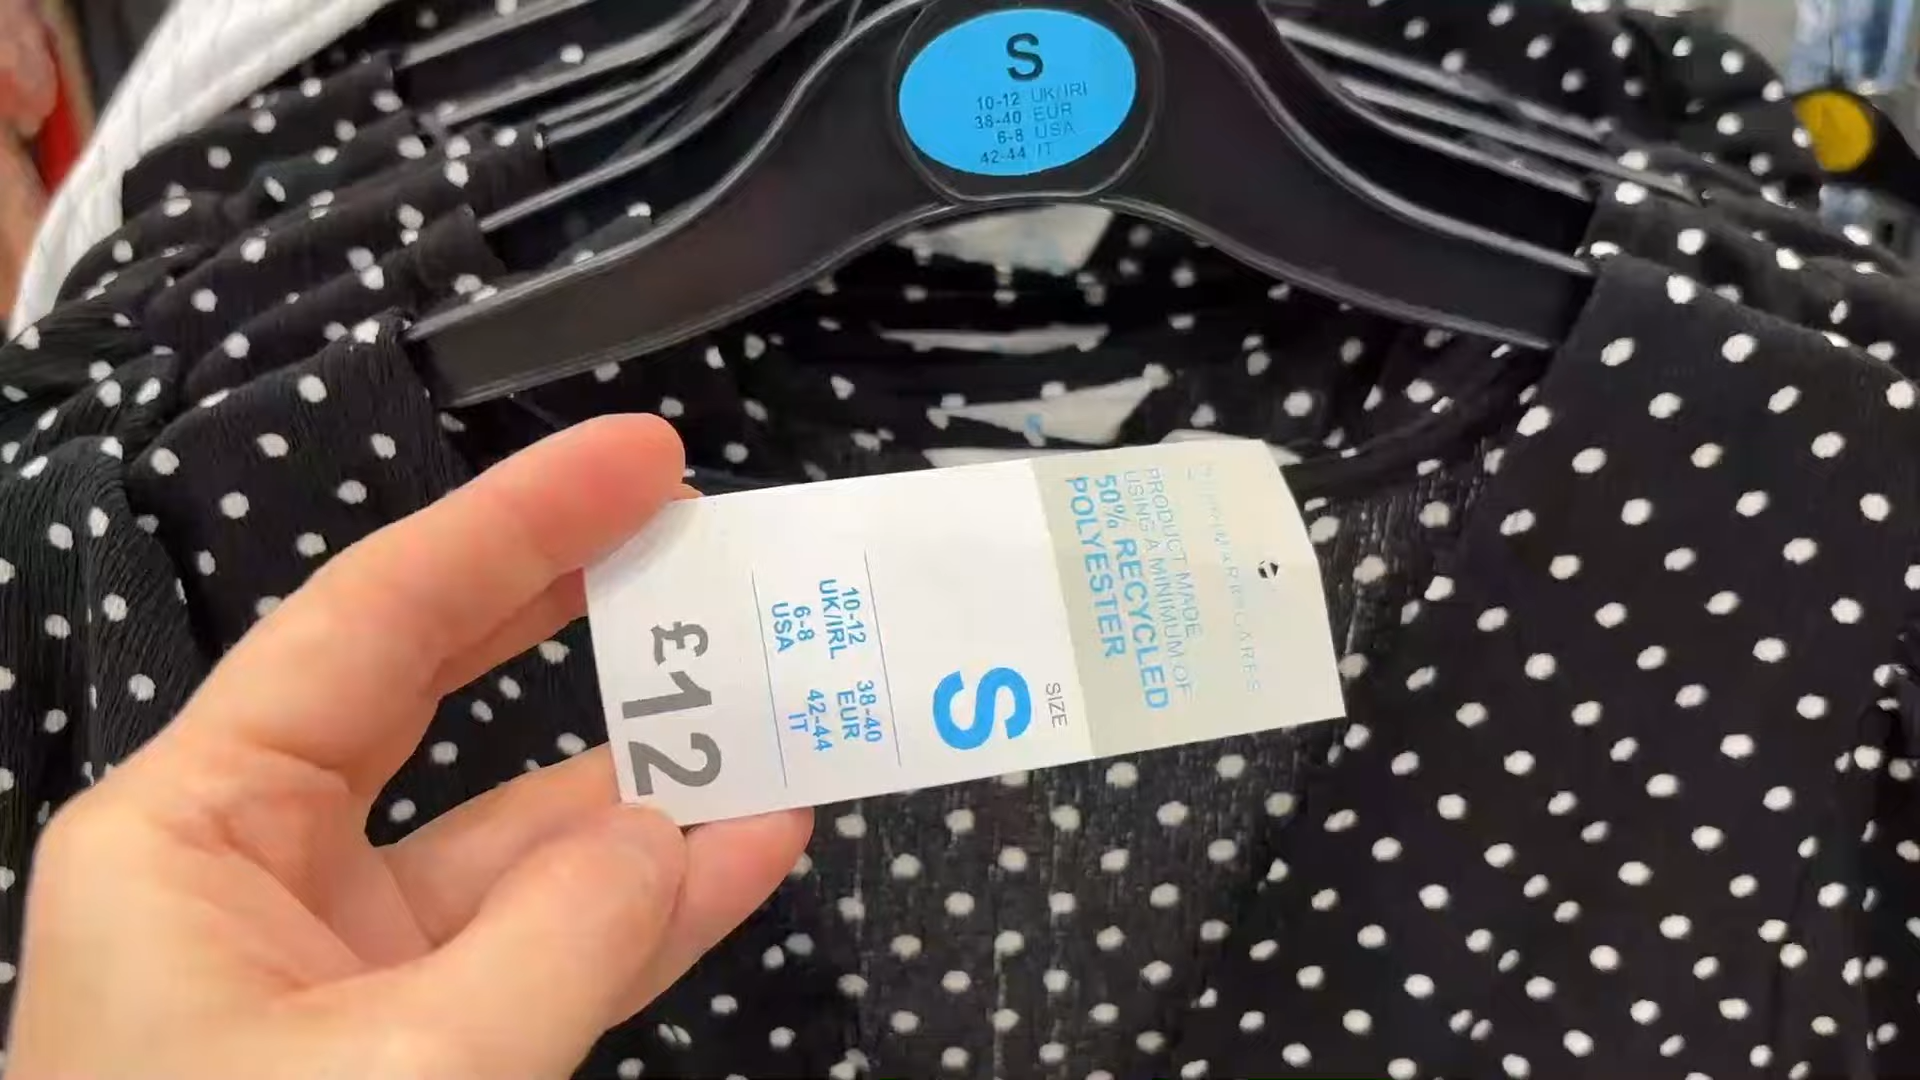 S
10-12 UK/IRL
38-40 EUR
6-8 USA
42-44 IT
PRODUCT MADE
USING A MINIMUM OF
50% RECYCLED
POLYESTER
SIZE
S
10-12
UK/IRL
6-8
USA
38-40
EUR
42-44
IT
£12